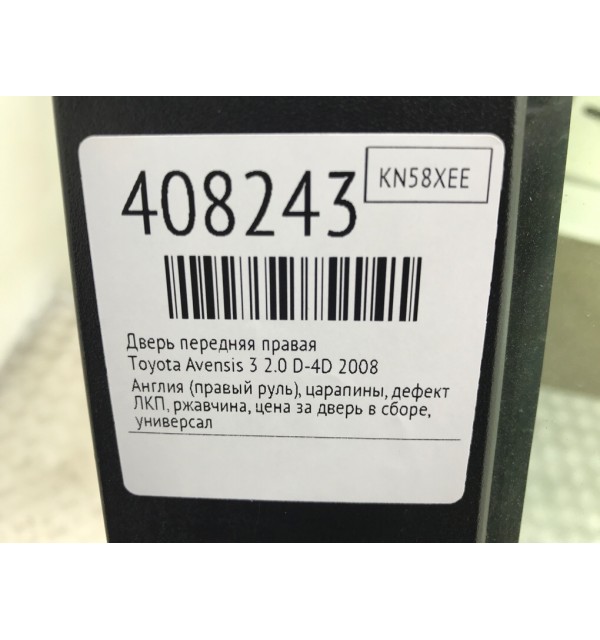 408243
KN58XEE
Дверь передняя правая
Toyota Avensis 3 2.0 D-4D 2008
Англия (правый руль), царапины, дефект
ЛКП, ржавчина, цена за дверь в сборе,
универсал